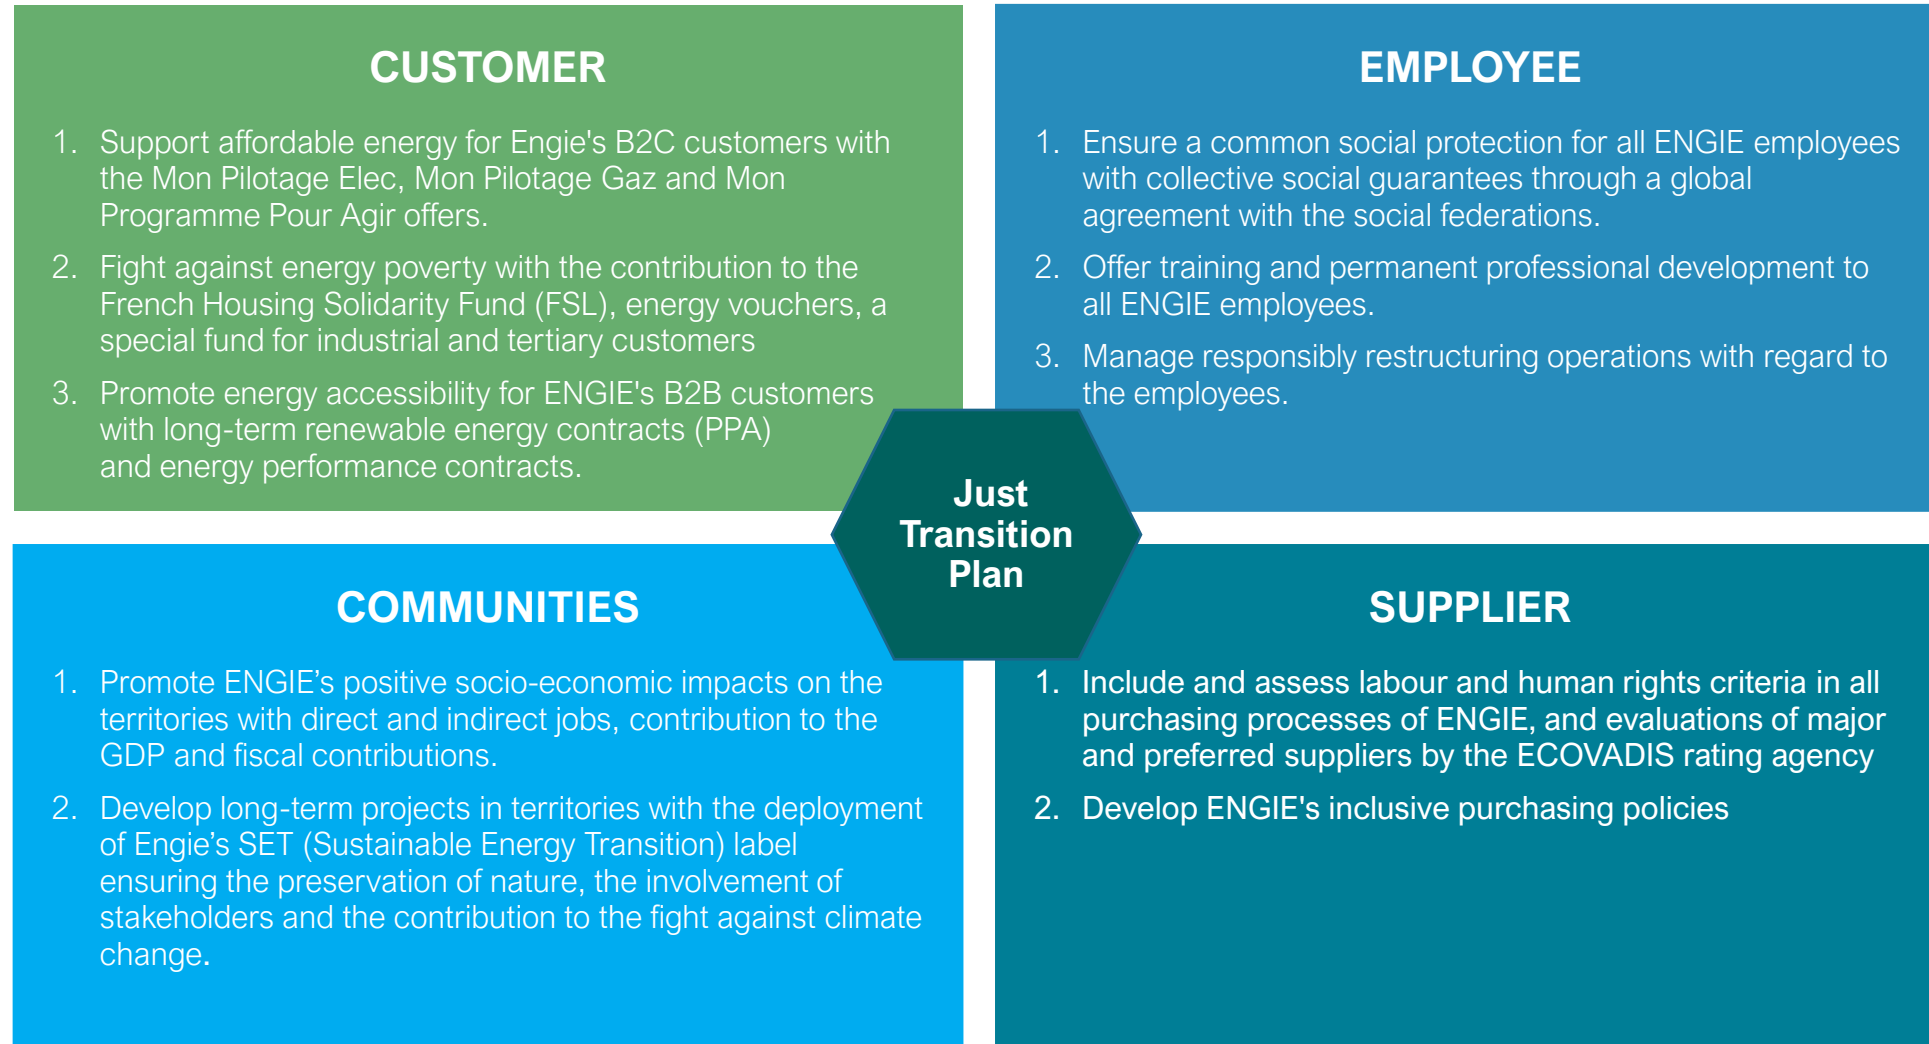 CUSTOMER
1. Support affordable energy for Engie's B2C customers with
the Mon Pilotage Elec, Mon Pilotage Gaz and Mon
Programme Pour Agir offers.
2. Fight against energy poverty with the contribution to the
French Housing Solidarity Fund (FSL), energy vouchers, a
special fund for industrial and tertiary customers
3. Promote energy accessibility for ENGIE's B2B customers
with long-term renewable energy contracts (PPA)
and energy performance contracts.
EMPLOYEE
1. Ensure a common social protection for all ENGIE employees
with collective social guarantees through a global
agreement with the social federations.
2. Offer training and permanent professional development to
all ENGIE employees.
3. Manage responsibly restructuring operations with regard to
the employees.
Just
Transition
Plan
COMMUNITIES
1. Promote ENGIE’s positive socio-economic impacts on the
territories with direct and indirect jobs, contribution to the
GDP and fiscal contributions.
2. Develop long-term projects in territories with the deployment
of Engie’s SET (Sustainable Energy Transition) label
ensuring the preservation of nature, the involvement of
stakeholders and the contribution to the fight against climate
change.
SUPPLIER
1. Include and assess labour and human rights criteria in all
purchasing processes of ENGIE, and evaluations of major
and preferred suppliers by the ECOVADIS rating agency
2. Develop ENGIE's inclusive purchasing policies